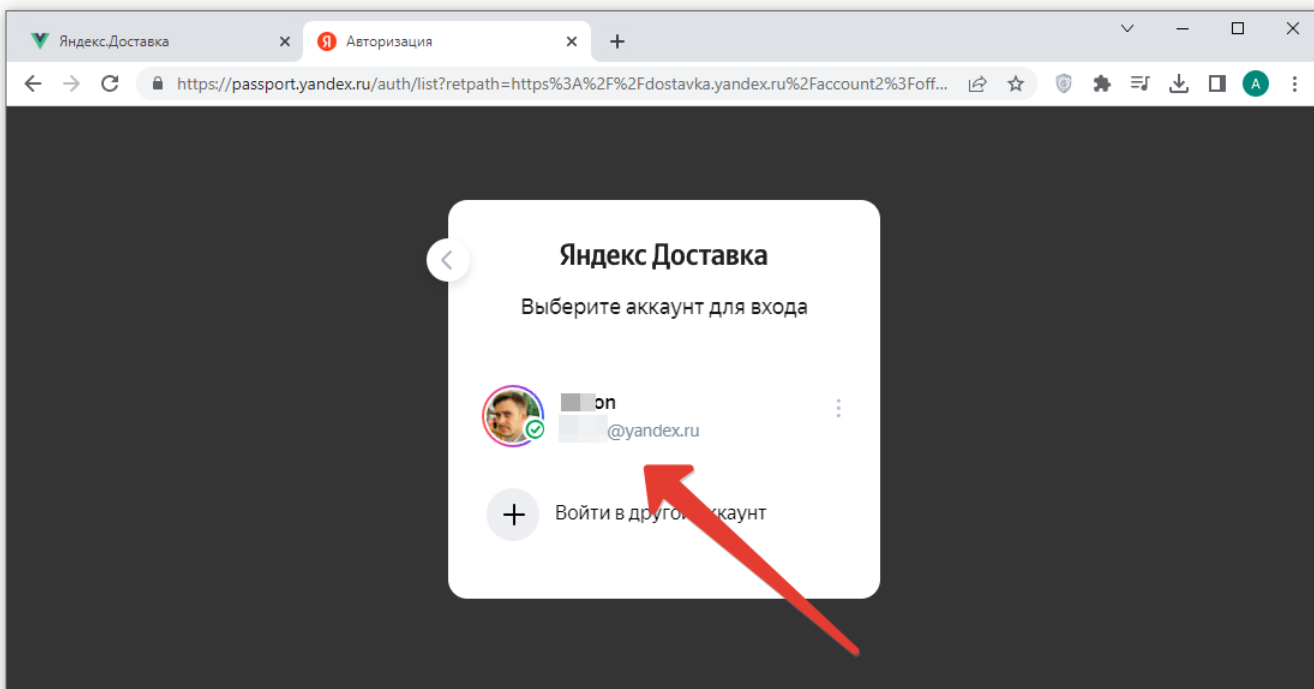 Яндекс.Доставка
Авторизация
https://passport.yandex.ru/auth/list?retpath=https%3A%2F%2Fdostavka.yandex.ru%2Faccount2%3Foff...
A
Яндекс Доставка
Выберите аккаунт для входа
on
@yandex.ru
Войти в другой аккаунт